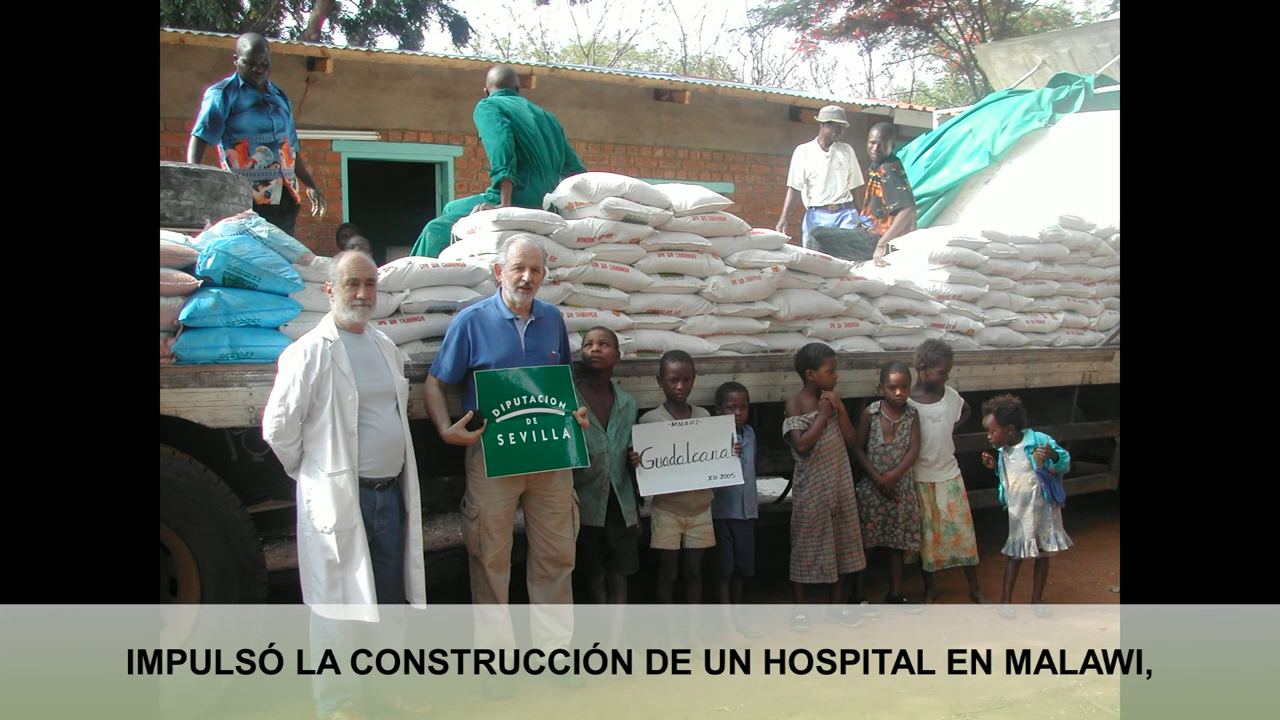 DIPUTACION
DE
SEVILLA
-MALAWI-
Guadalcanal
XII-2005
IMPULSÓ LA CONSTRUCCIÓN DE UN HOSPITAL EN MALAWI,